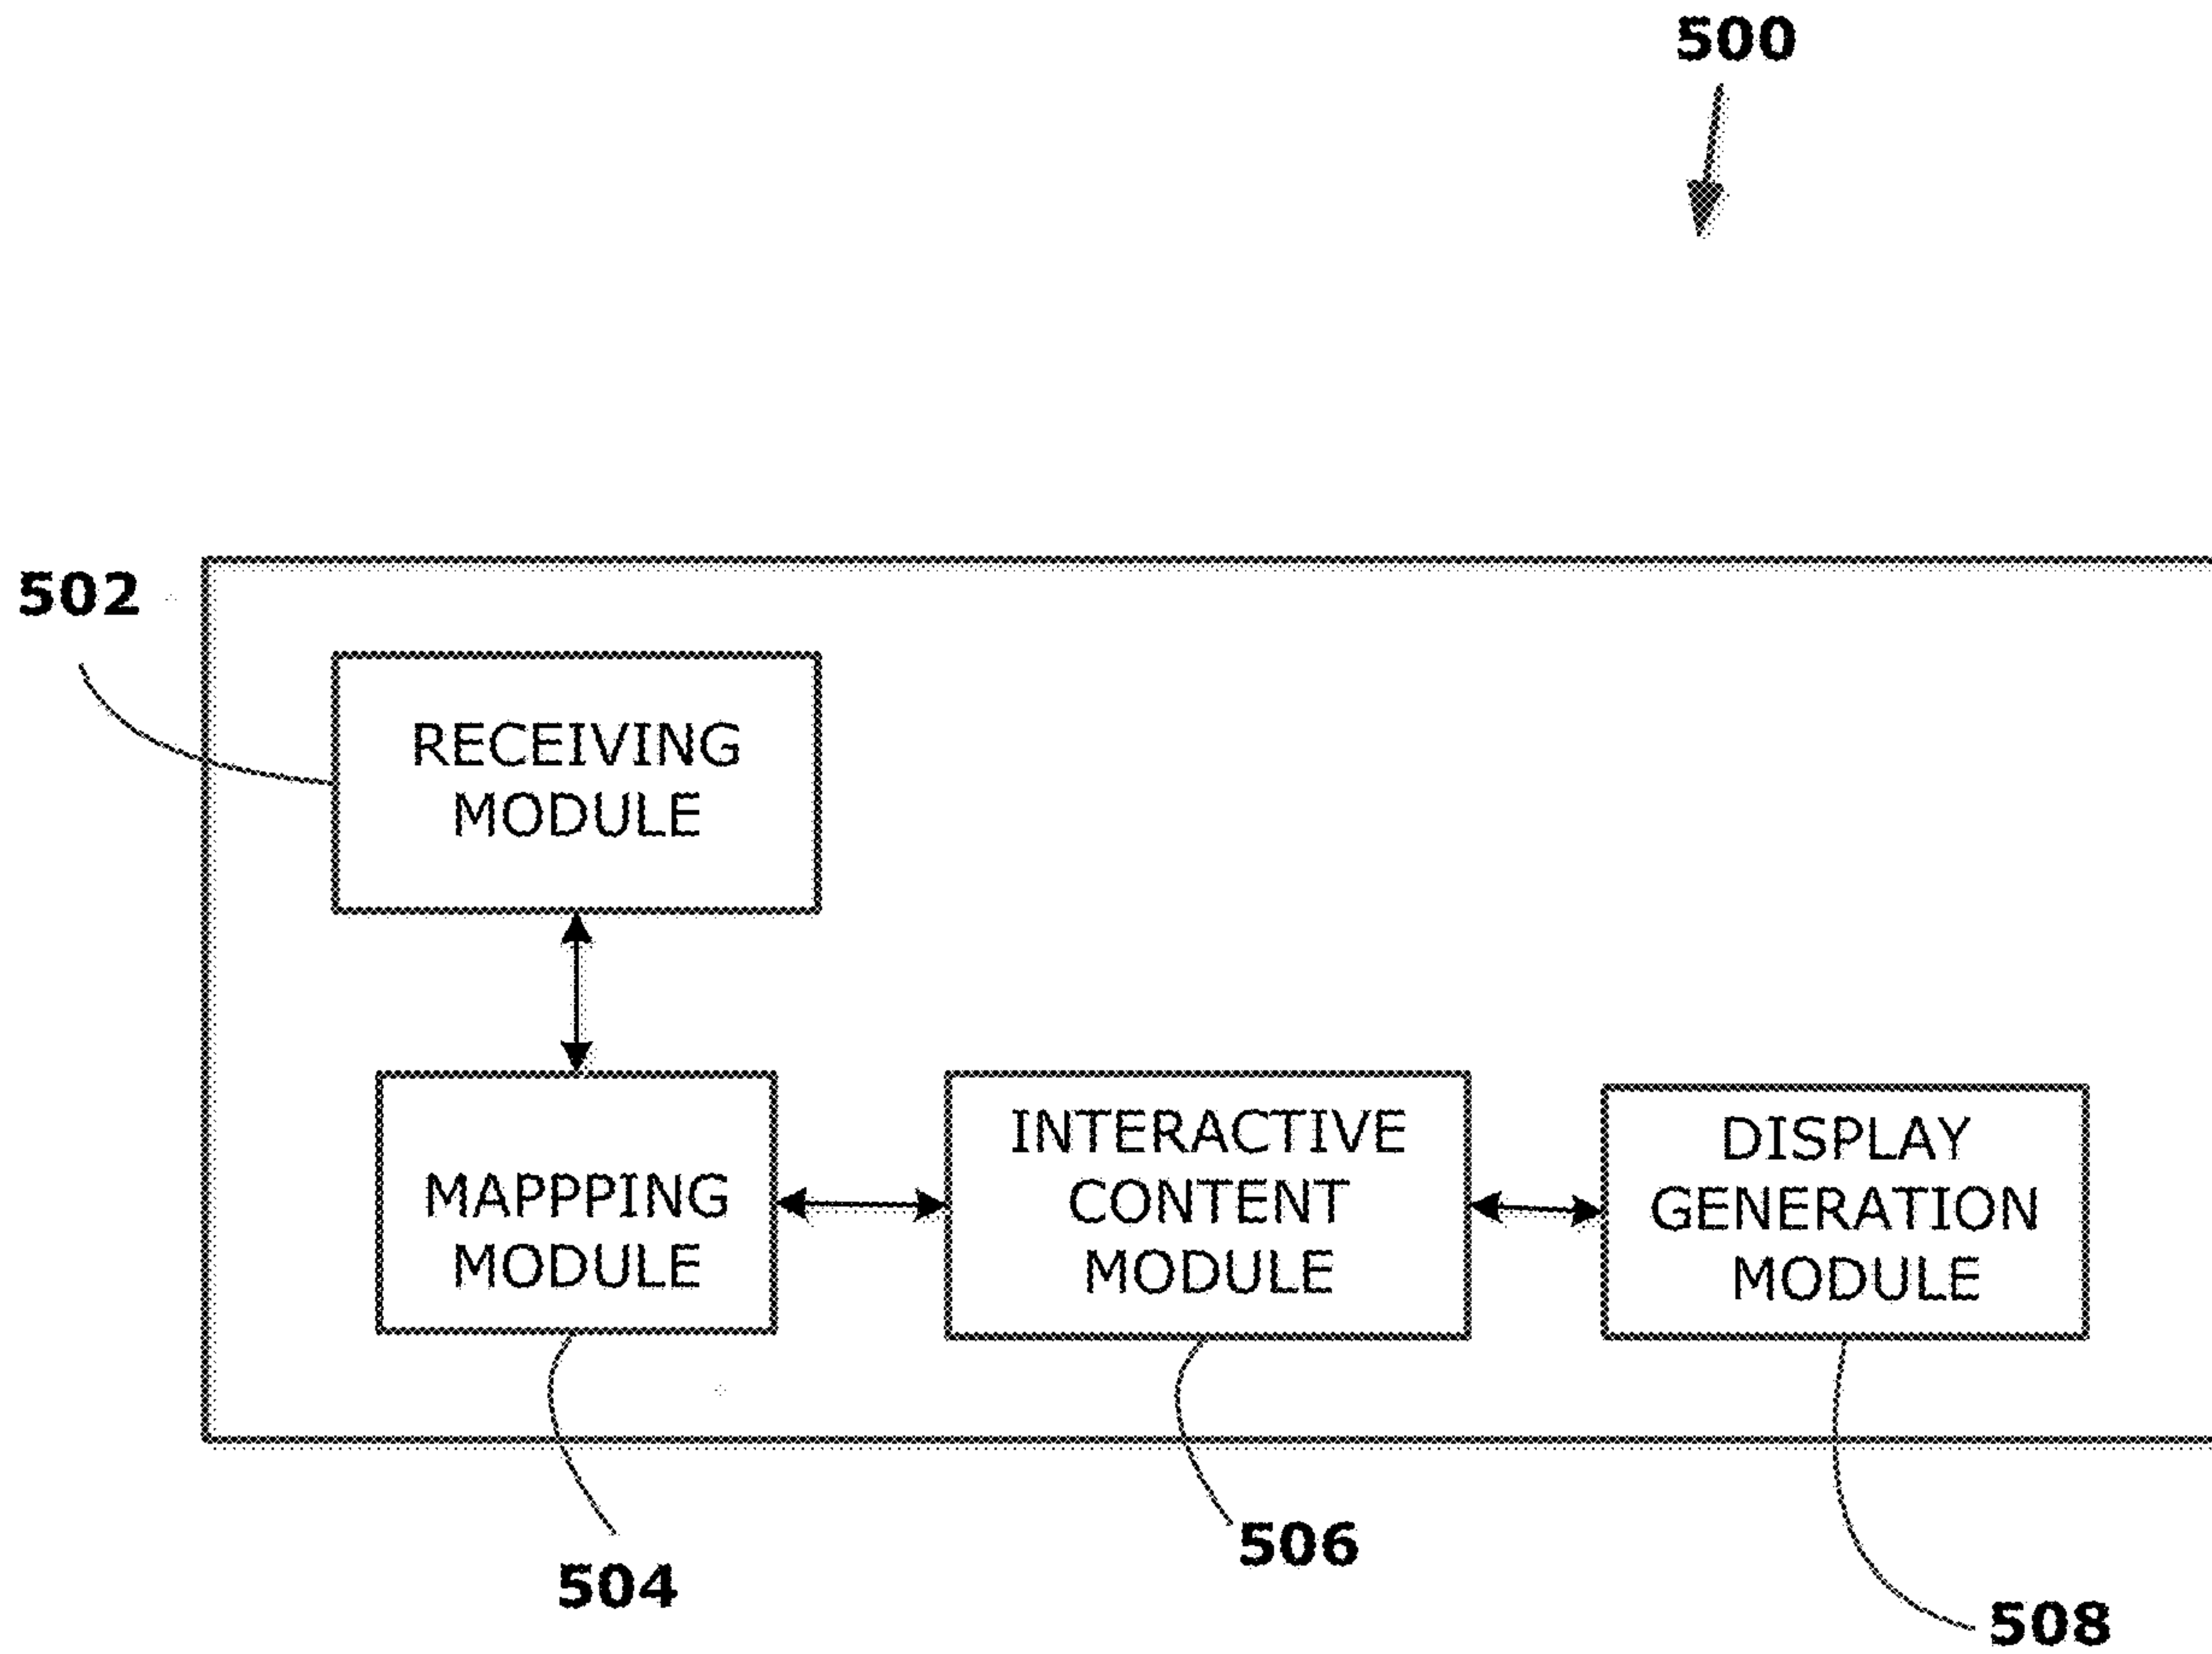 500
502
RECEIVING
MODULE
MAPPPING
MODULE
INTERACTIVE
CONTENT
MODULE
DISPLAY
GENERATION
MODULE
504
506
508